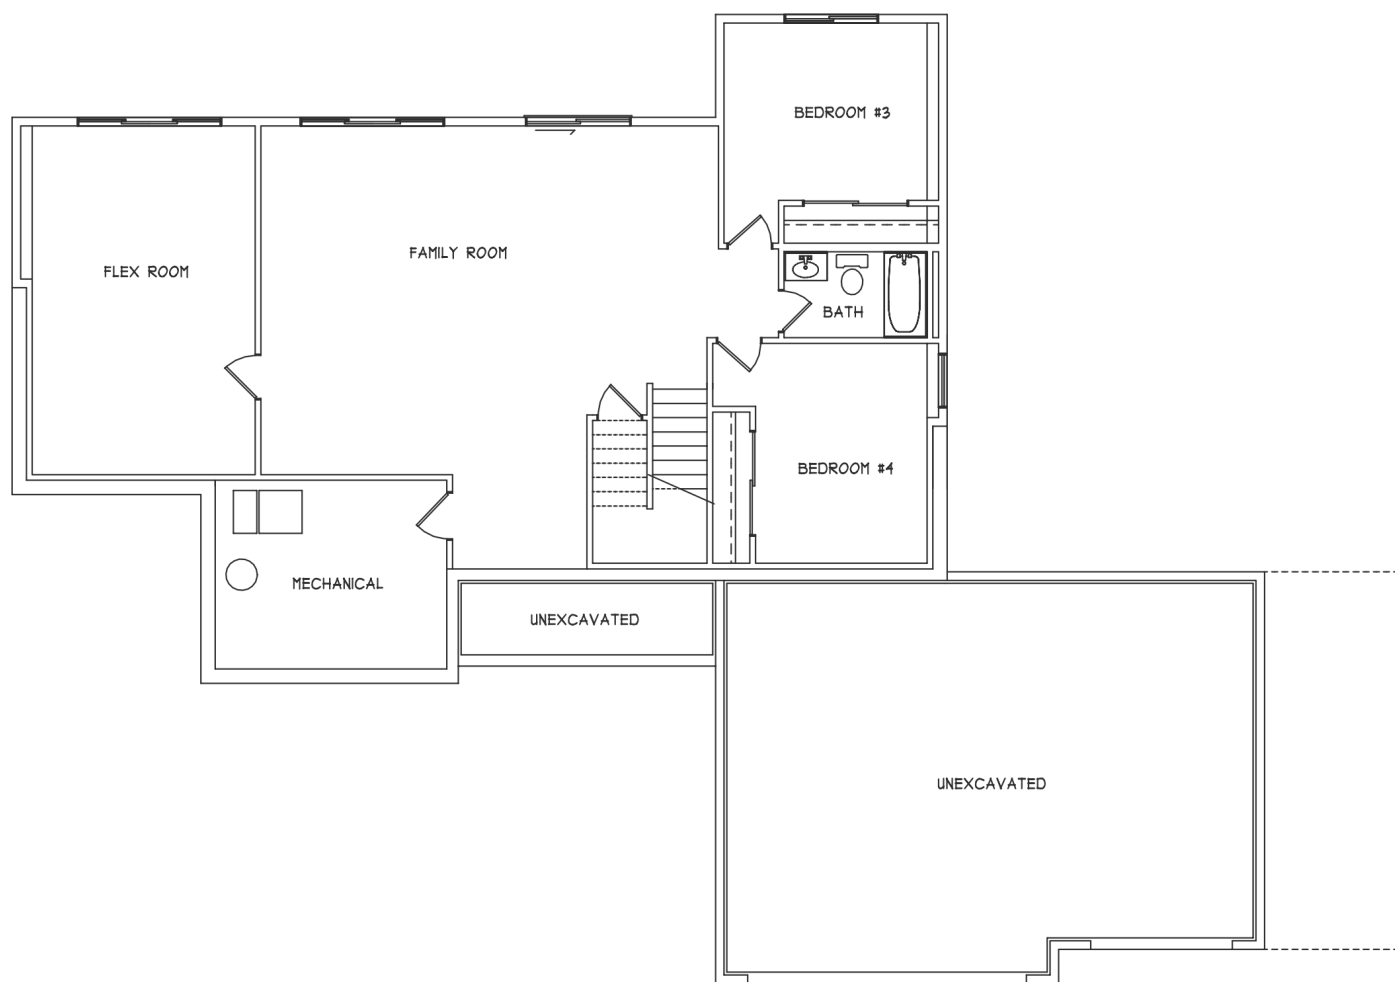 BEDROOM #3
FAMILY ROOM
FLEX ROOM
BATH
BEDROOM #4
MECHANICAL
UNEXCAVATED
UNEXCAVATED